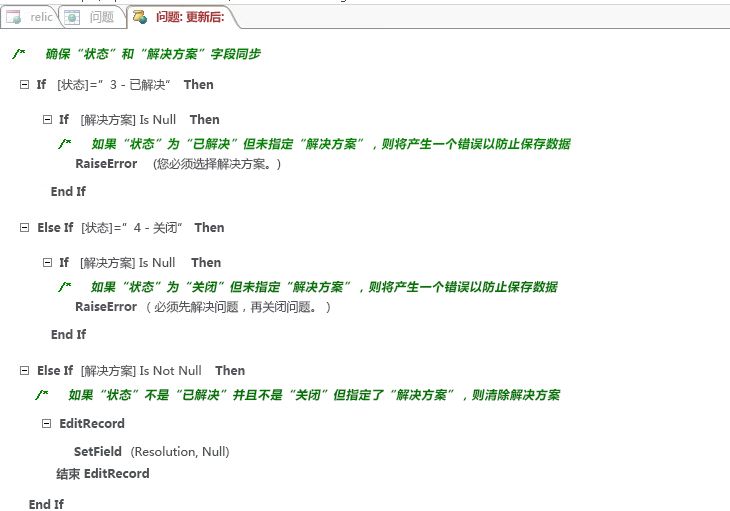 relic
问题
问题: 更新后:
/* 确保“状态”和“解决方案”字段同步
If [状态]=”3 - 已解决” Then
If [解决方案] Is Null Then
/* 如果“状态”为“已解决”但未指定“解决方案”，则将产生一个错误以防止保存数据
RaiseError (您必须选择解决方案。)
End If
Else If [状态]=”4 - 关闭” Then
If [解决方案] Is Null Then
/* 如果“状态”为“关闭”但未指定“解决方案”，则将产生一个错误以防止保存数据
RaiseError （必须先解决问题，再关闭问题。）
End If
Else If [解决方案] Is Not Null Then
/* 如果“状态”不是“已解决”并且不是“关闭”但指定了“解决方案”，则清除解决方案
EditRecord
SetField (Resolution, Null)
结束 EditRecord
End If